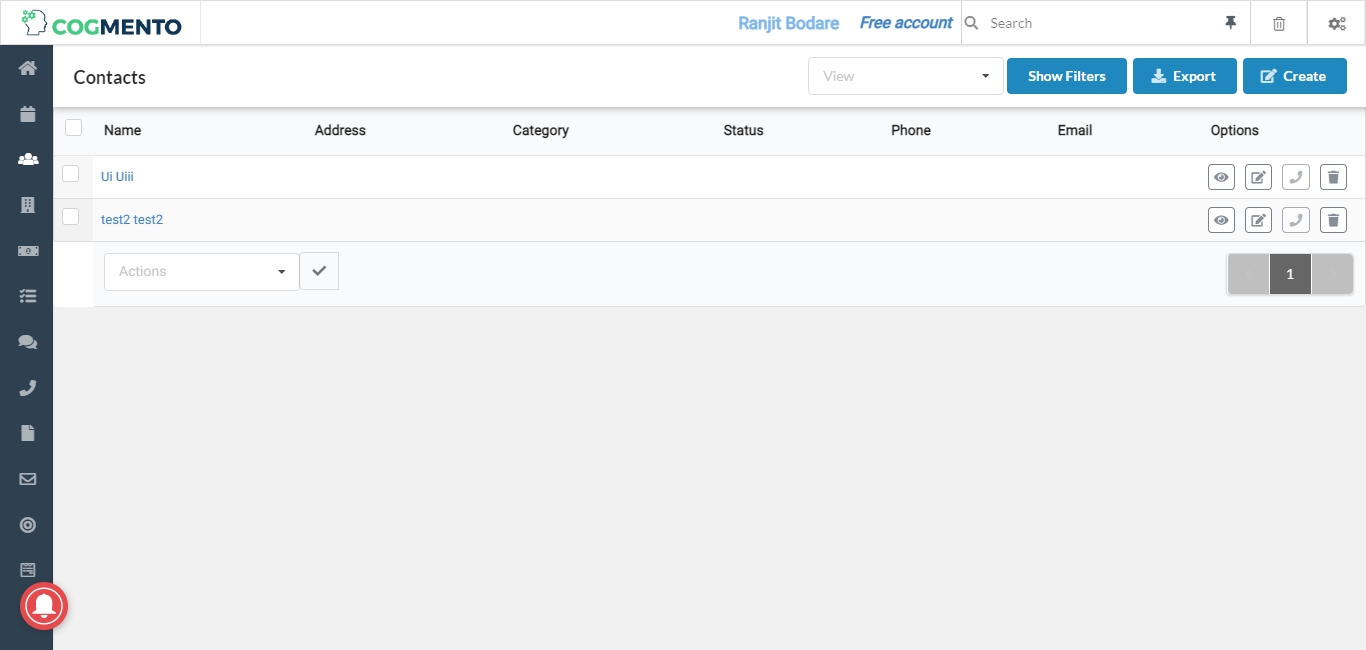 COGMENTO
Ranjit Bodare
Free account
Search
Contacts
View
Show Filters
Export
Create
Name Address Category Status Phone Email Options
Ui Uiii
test2 test2
Actions
1